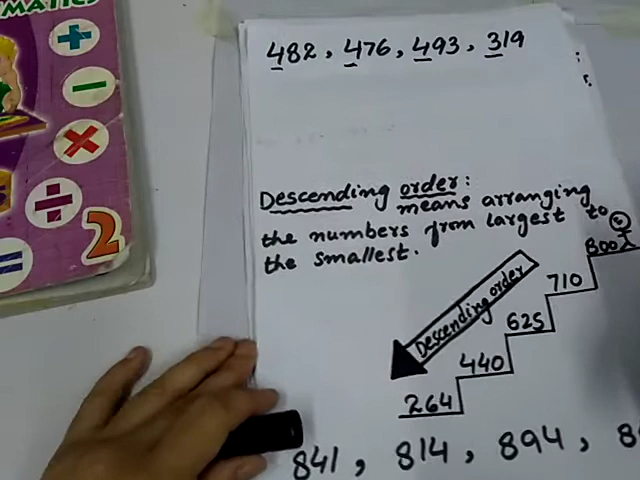 482, 476, 493, 319
Descending order:
means arranging
the numbers from largest to
the smallest.
800
710
625
440
264
Descending order
841, 814, 894,
2